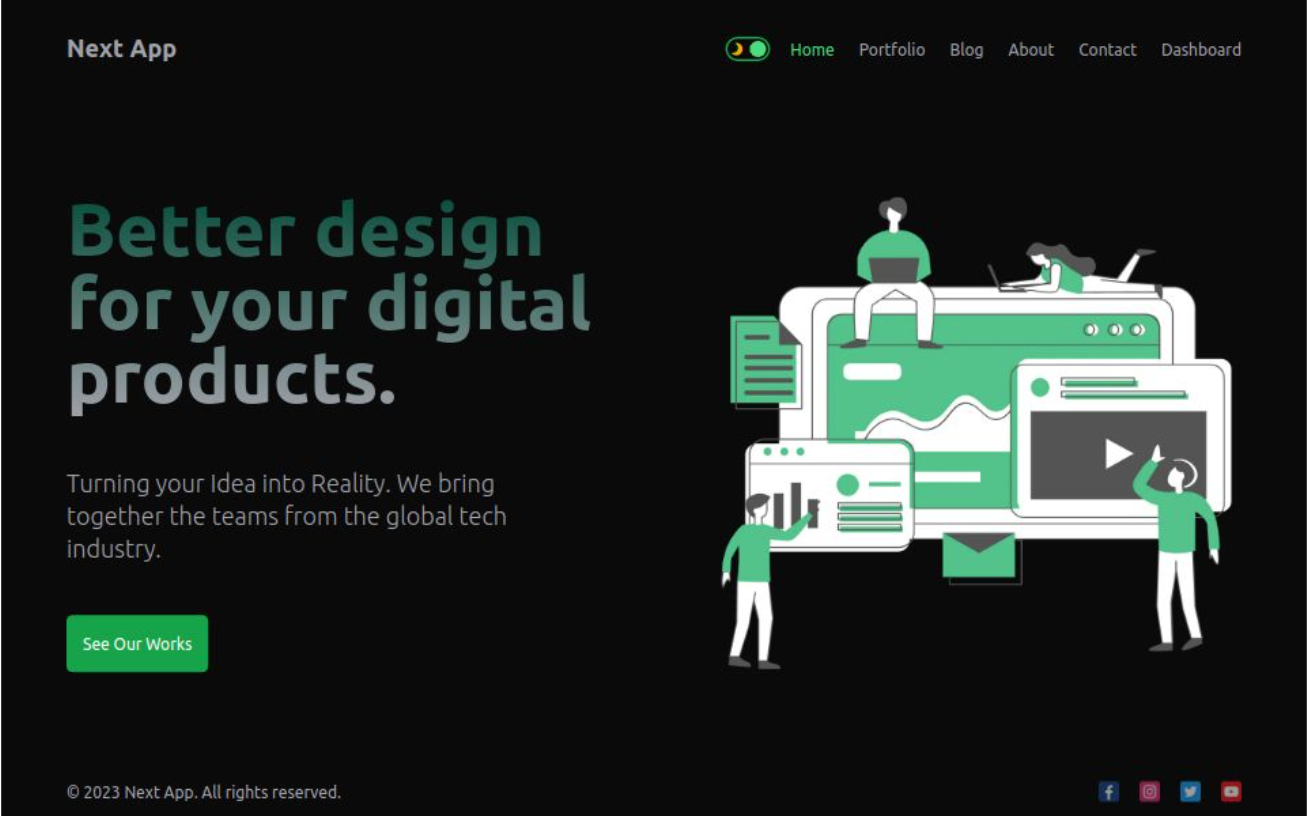 Next App
Home Portfolio Blog About Contact Dashboard
Better design
for your digital
products.
Turning your Idea into Reality. We bring
together the teams from the global tech
industry.
See Our Works
© 2023 Next App. All rights reserved.